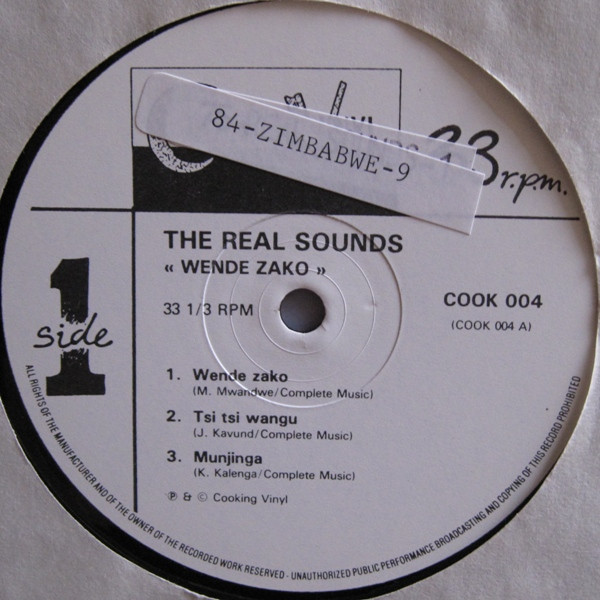 84-ZIMBABWE-9
33 r.p.m.
THE REAL SOUNDS
« WENDE ZAKO »
33 1/3 RPM
COOK 004
(COOK 004 A)
side 1
1. Wende zako
(M. Mwandwe/Complete Music)
2. Tsi tsi wangu
(J. Kavund/Complete Music)
3. Munjinga
(K. Kalenga/Complete Music)
℗ & © Cooking Vinyl
ALL RIGHTS OF THE MANUFACTURER AND OF THE OWNER OF THE RECORDED WORK RESERVED - UNAUTHORIZED PUBLIC PERFORMANCE BROADCASTING AND COPYING OF THIS RECORD PROHIBITED